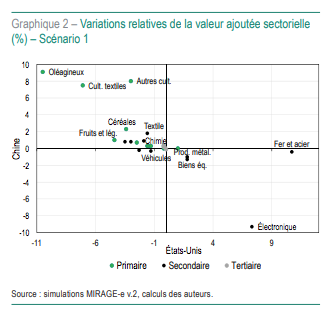 Graphique 2 – Variations relatives de la valeur ajoutée sectorielle
(%) – Scénario 1
10
8
6
4
2
0
-2
-4
-6
-8
-10
Chine
Oléagineux
Autres cult.
Cult. textiles
Céréales
Textile
Fruits et lég.
Chimie
Fer et acier
Prod. métal.
Véhicules
Biens éq.
Électronique
-11
-6
-1
4
9
États-Unis
Primaire
Secondaire
Tertiaire
Source : simulations MIRAGE-e v.2, calculs des auteurs.